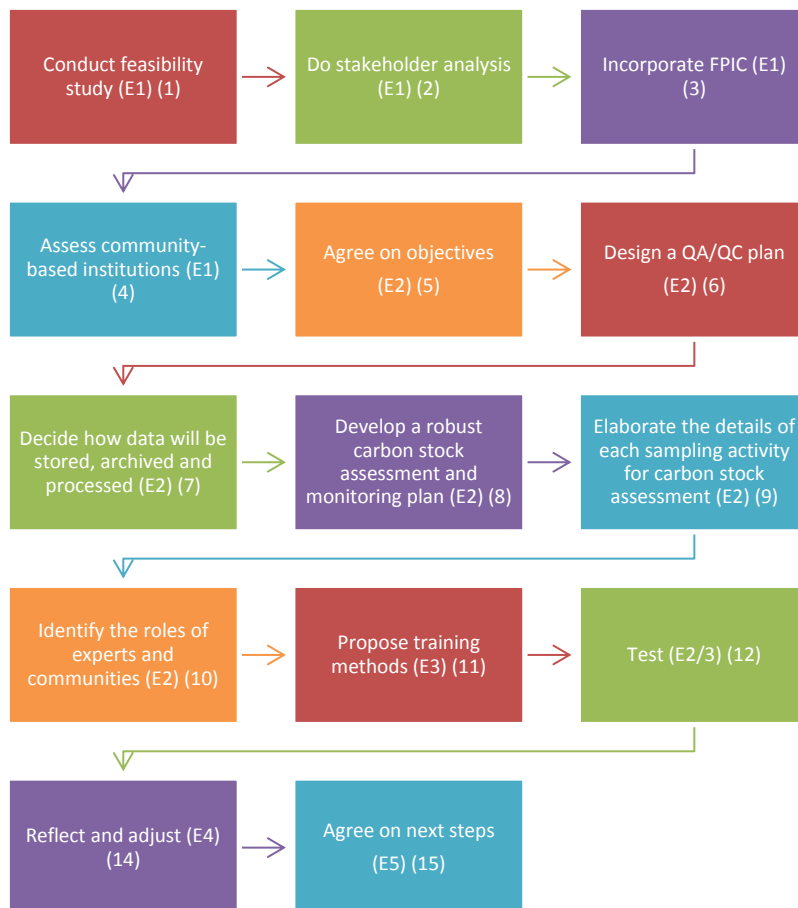 Conduct feasibility
study (E1) (1)
Do stakeholder analysis
(E1) (2)
Incorporate FPIC (E1)
(3)
Assess community-
based institutions (E1)
(4)
Agree on objectives
(E2) (5)
Design a QA/QC plan
(E2) (6)
Decide how data will be
stored, archived and
processed (E2) (7)
Develop a robust
carbon stock
assessment and
monitoring plan (E2) (8)
Elaborate the details of
each sampling activity
for carbon stock
assessment (E2) (9)
Identify the roles of
experts and
communities (E2) (10)
Propose training
methods (E3) (11)
Test (E2/3) (12)
Reflect and adjust (E4)
(14)
Agree on next steps
(E5) (15)